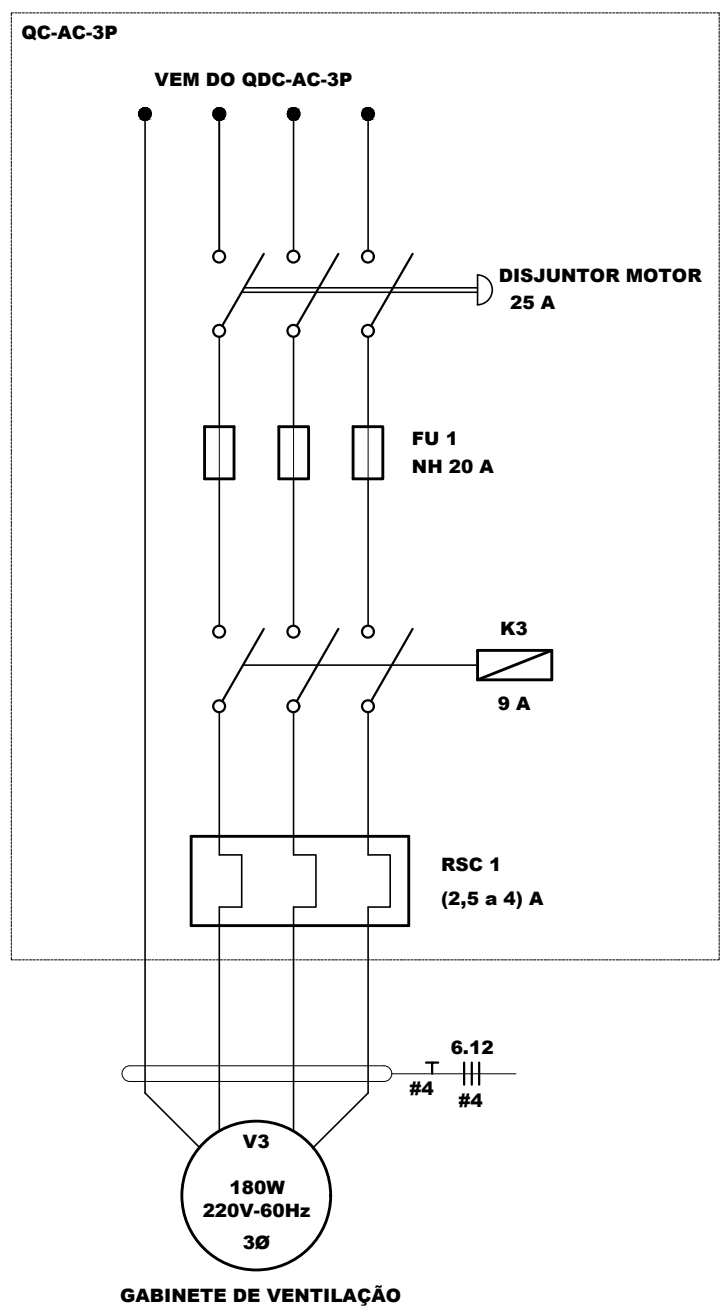 QC-AC-3P
VEM DO QDC-AC-3P
DISJUNTOR MOTOR
25 A
FU 1
NH 20 A
K3
9 A
RSC 1
(2,5 a 4) A
6.12
#4
#4
V3
180W
220V-60Hz
3Ø
GABINETE DE VENTILAÇÃO